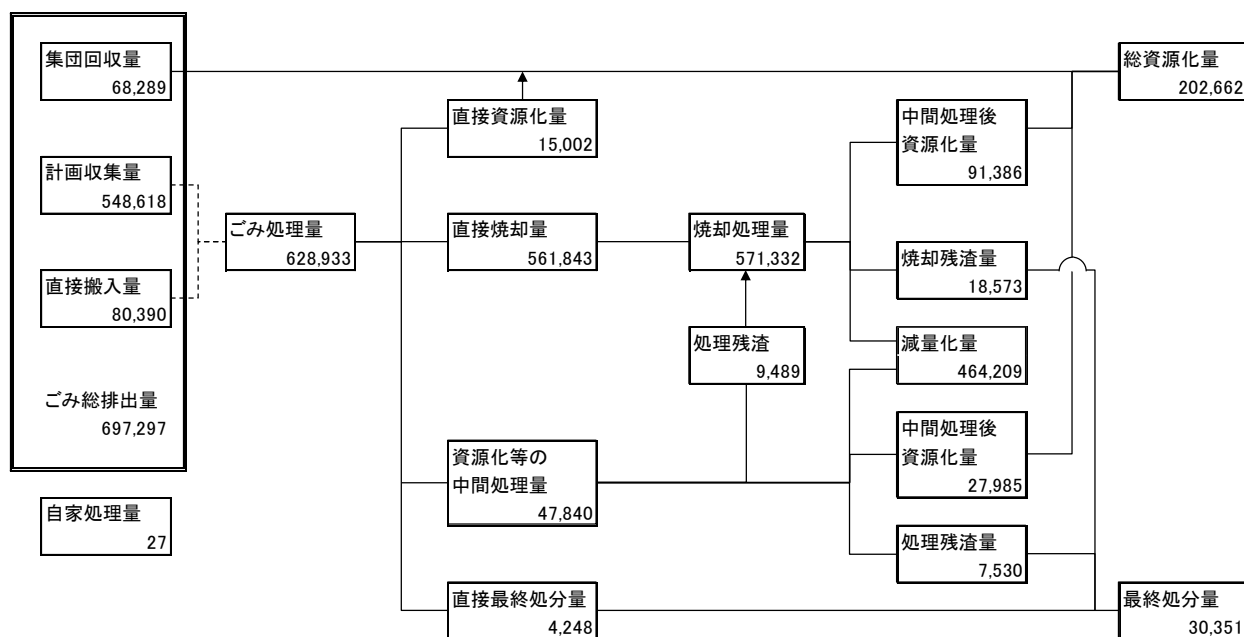 集団回収量
68,289
計画収集量
548,618
直接搬入量
80,390
ごみ総排出量
697,297
自家処理量
27
ごみ処理量
628,933
直接資源化量
15,002
直接焼却量
561,843
資源化等の
中間処理量
47,840
直接最終処分量
4,248
焼却処理量
571,332
処理残渣
9,489
中間処理後
資源化量
91,386
焼却残渣量
18,573
減量化量
464,209
中間処理後
資源化量
27,985
処理残渣量
7,530
総資源化量
202,662
最終処分量
30,351